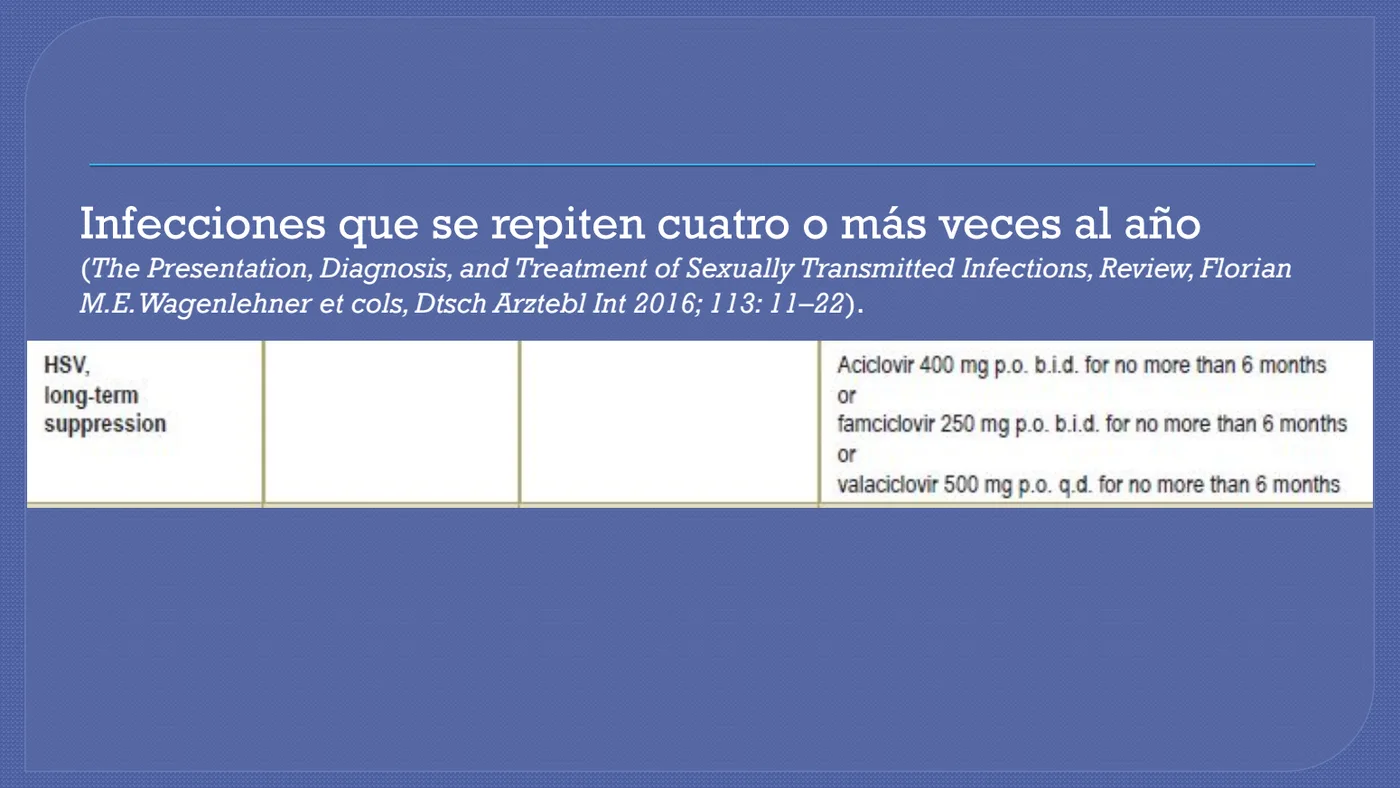 Infecciones que se repiten cuatro o más veces al año
(The Presentation, Diagnosis, and Treatment of Sexually Transmitted Infections, Review, Florian
M.E.Wagenlehner et cols, Dtsch Arztebl Int 2016; 113: 11–22).
HSV,
long-term
suppression
Aciclovir 400 mg p.o. b.i.d. for no more than 6 months
or
famciclovir 250 mg p.o. b.i.d. for no more than 6 months
or
valaciclovir 500 mg p.o. q.d. for no more than 6 months